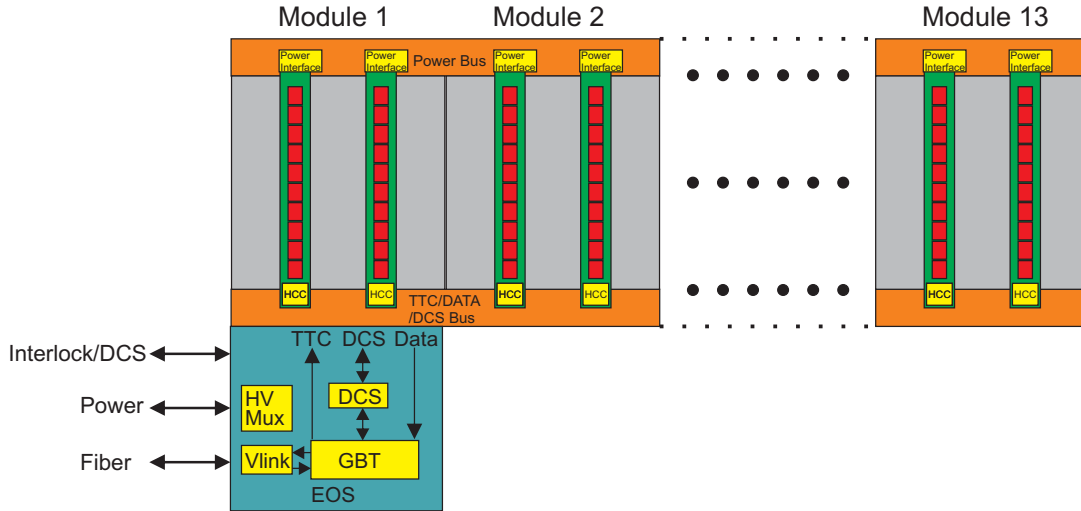 Module 1
Module 2
Module 13
Power
Interface
Power
Interface
Power Bus
Power
Interface
Power
Interface
Power
Interface
Power
Interface
HCC
HCC
TTC/DATA
/DCS Bus
HCC
HCC
HCC
HCC
TTC DCS Data
Interlock/DCS
DCS
HV
Mux
Power
Vlink
GBT
Fiber
EOS